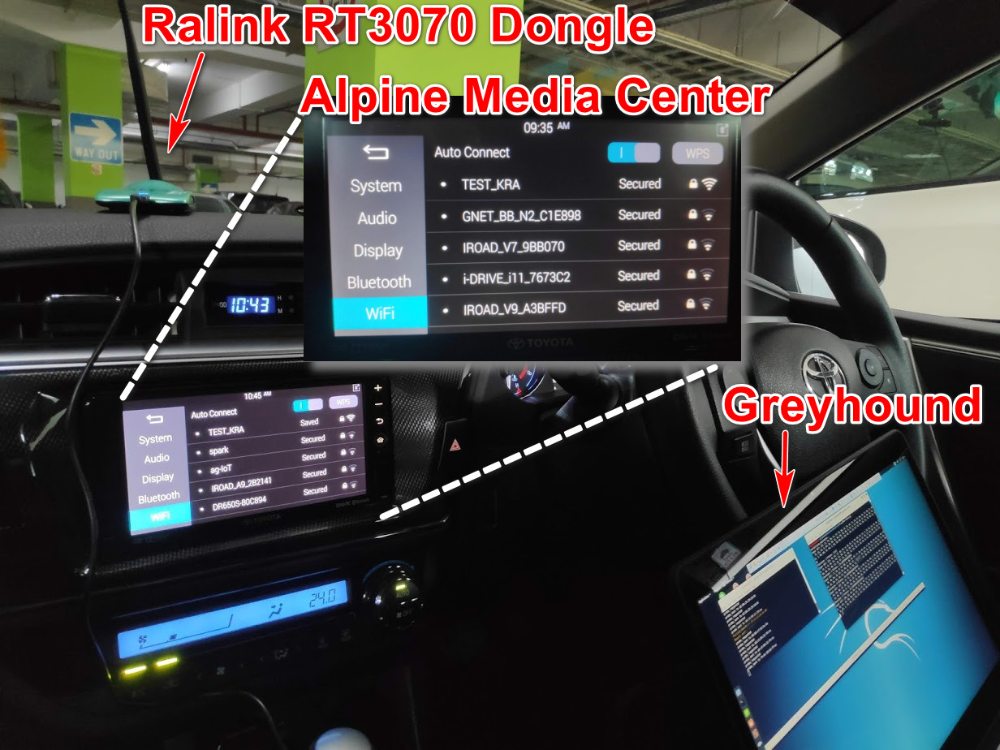 Ralink RT3070 Dongle
Alpine Media Center
09:35 AM
Auto Connect
WPS
System
TEST_KRA Secured
Audio
GNET_BB_N2_C1E898 Secured
Display
IROAD_V7_9BB070 Secured
Bluetooth
i-DRIVE_i11_7673C2 Secured
WiFi
IROAD_V9_A3BFFD Secured
TOYOTA
WAY OUT
10:43
H
M
Greyhound
10:45 AM
Auto Connect
WPS
System
TEST_KRA Saved
Audio
spark Secured
Display
ag-IoT Secured
Bluetooth
IROAD_A9_2B2141 Secured
WiFi
DR650S-80C894 Secured
TOYOTA
24.0